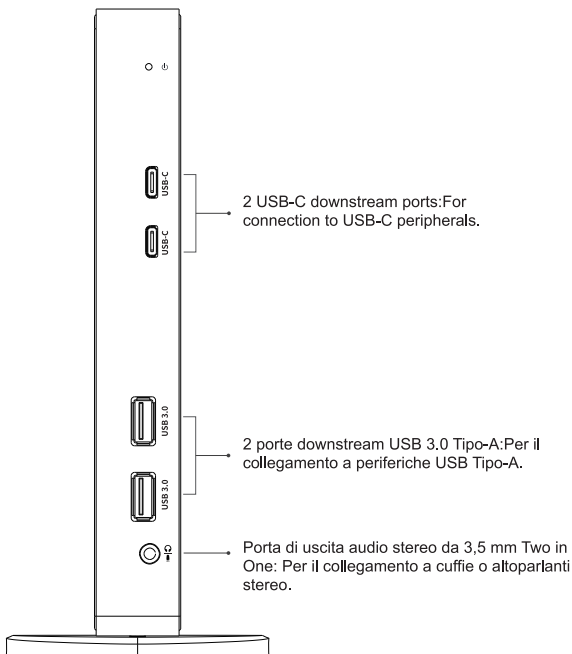 USB-C
2 USB-C downstream ports:For
connection to USB-C peripherals.
USB-C
USB 3.0
2 porte downstream USB 3.0 Tipo-A:Per il
collegamento a periferiche USB Tipo-A.
USB 3.0
Porta di uscita audio stereo da 3,5 mm Two in
One: Per il collegamento a cuffie o altoparlanti
stereo.